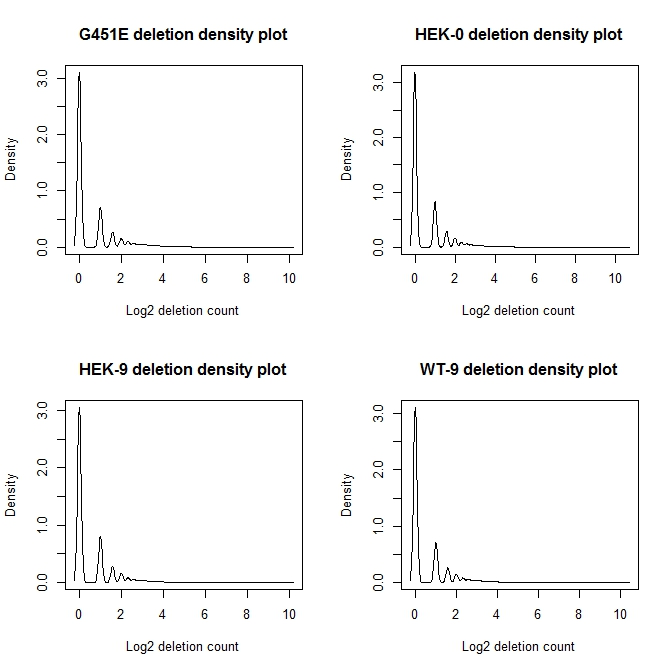 G451E deletion density plot
Density
0.0 1.0 2.0 3.0
0 2 4 6 8 10
Log2 deletion count
HEK-0 deletion density plot
Density
0.0 1.0 2.0 3.0
0 2 4 6 8 10
Log2 deletion count
HEK-9 deletion density plot
Density
0.0 1.0 2.0 3.0
0 2 4 6 8 10
Log2 deletion count
WT-9 deletion density plot
Density
0.0 1.0 2.0 3.0
0 2 4 6 8 10
Log2 deletion count